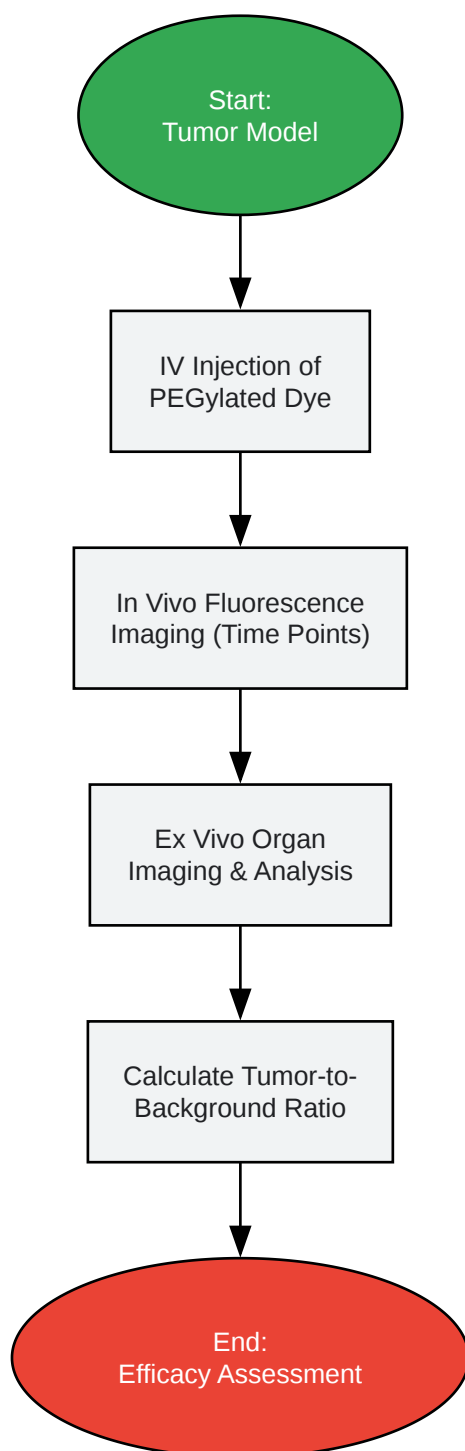 Start:
Tumor Model
IV Injection of
PEGylated Dye
In Vivo Fluorescence
Imaging (Time Points)
Ex Vivo Organ
Imaging & Analysis
Calculate Tumor-to-
Background Ratio
End:
Efficacy Assessment